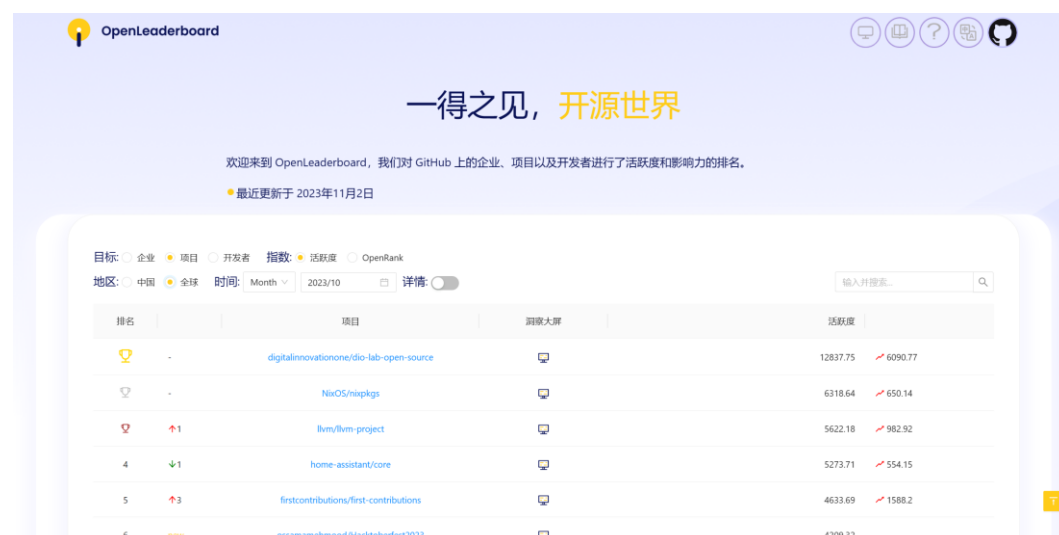 OpenLeaderboard
一得之见，开源世界
欢迎来到 OpenLeaderboard，我们对 GitHub 上的企业、项目以及开发者进行了活跃度和影响力的排名。
最近更新于 2023年11月2日
目标: 企业 项目 开发者 指数: 活跃度 OpenRank
地区: 中国 全球 时间: Month 2023/10 详情:
输入并搜索...
排名 项目 洞察大屏 活跃度
- digitalinnovationone/dio-lab-open-source 12837.75 6090.77
- NixOS/nixpkgs 6318.64 650.14
1 llvm/llvm-project 5622.18 982.92
4 1 home-assistant/core 5273.71 554.15
5 3 firstcontributions/first-contributions 4633.69 1588.2